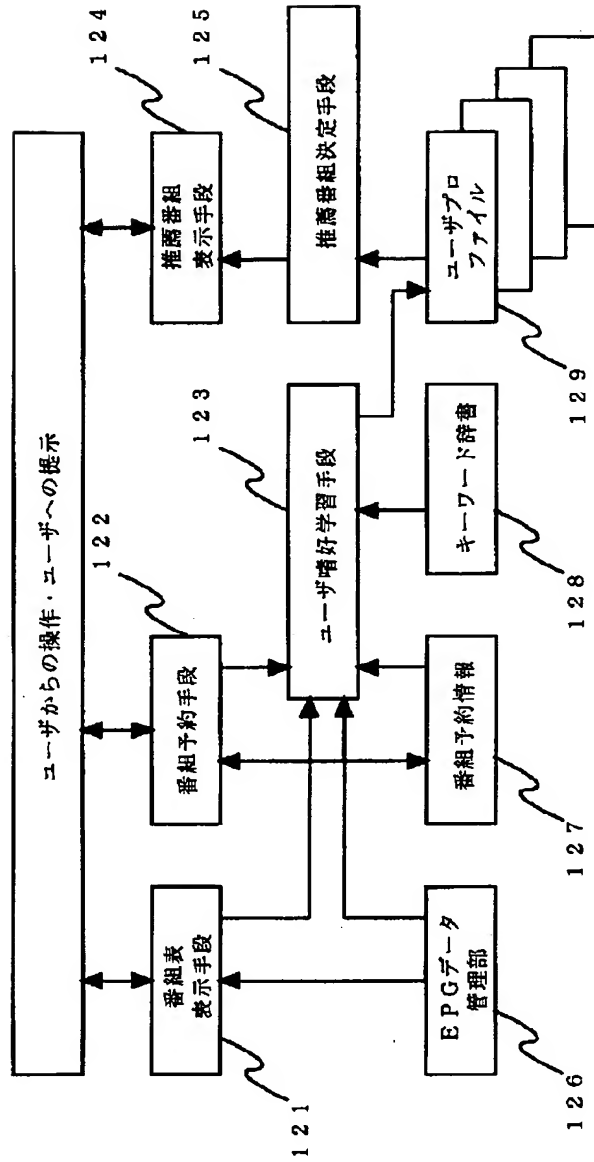 ユーザからの操作・ユーザへの提示
番組表
表示手段
121
番組予約手段
122
推薦番組
表示手段
124
ユーザ嗜好学習手段
123
推薦番組決定手段
125
EPGデータ
管理部
126
番組予約情報
127
キーワード辞書
128
ユーザプロ
ファイル
129